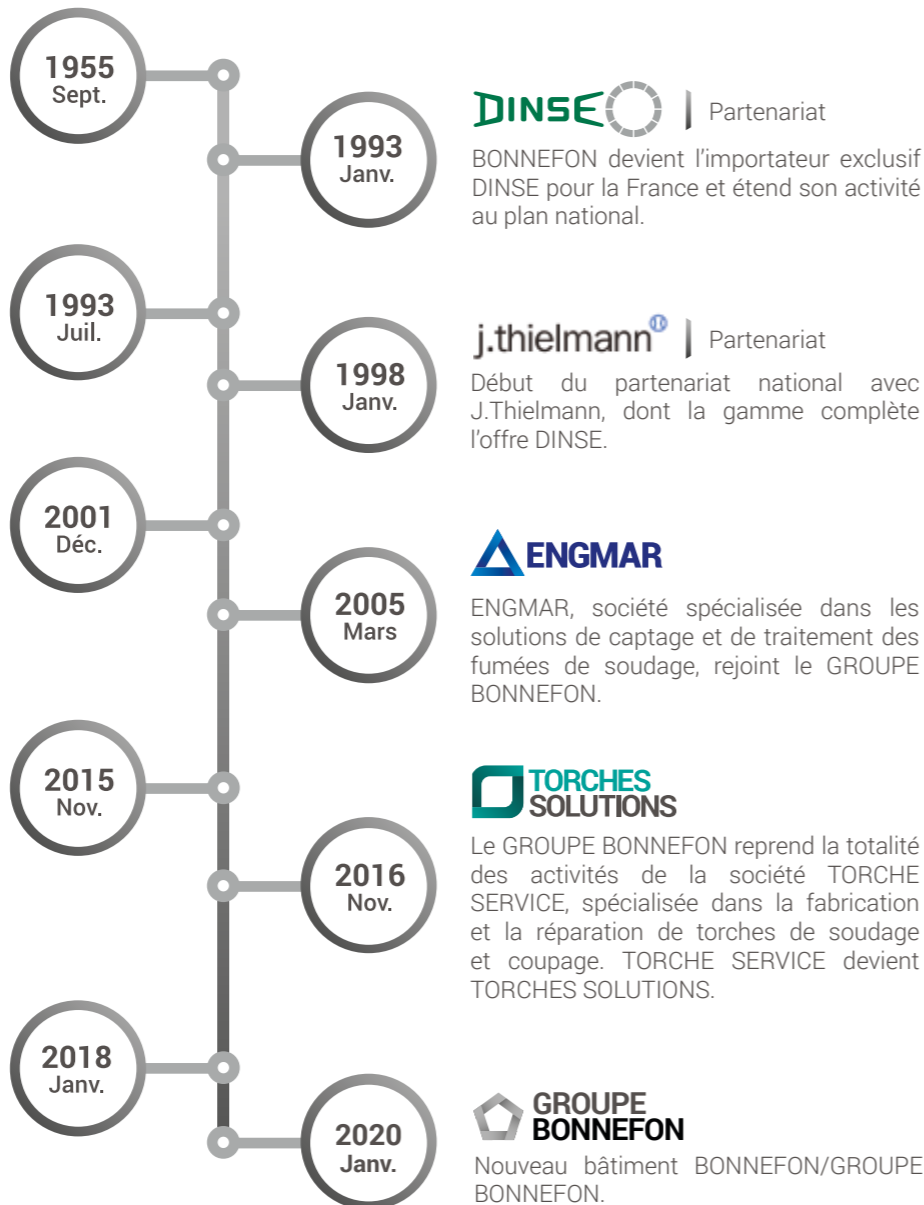 1955
Sept.
1993
Janv.
DINSE | Partenariat
BONNEFON devient l'importateur exclusif
DINSE pour la France et étend son activité
au plan national.
1993
Juil.
1998
Janv.
j.thielmann | Partenariat
Début du partenariat national avec
J.Thielmann, dont la gamme complète
l'offre DINSE.
2001
Déc.
2005
Mars
ENGMAR
ENGMAR, société spécialisée dans les
solutions de captage et de traitement des
fumées de soudage, rejoint le GROUPE
BONNEFON.
2015
Nov.
2016
Nov.
TORCHES
SOLUTIONS
Le GROUPE BONNEFON reprend la totalité
des activités de la société TORCHE
SERVICE, spécialisée dans la fabrication
et la réparation de torches de soudage
et coupage. TORCHE SERVICE devient
TORCHES SOLUTIONS.
2018
Janv.
2020
Janv.
GROUPE
BONNEFON
Nouveau bâtiment BONNEFON/GROUPE
BONNEFON.